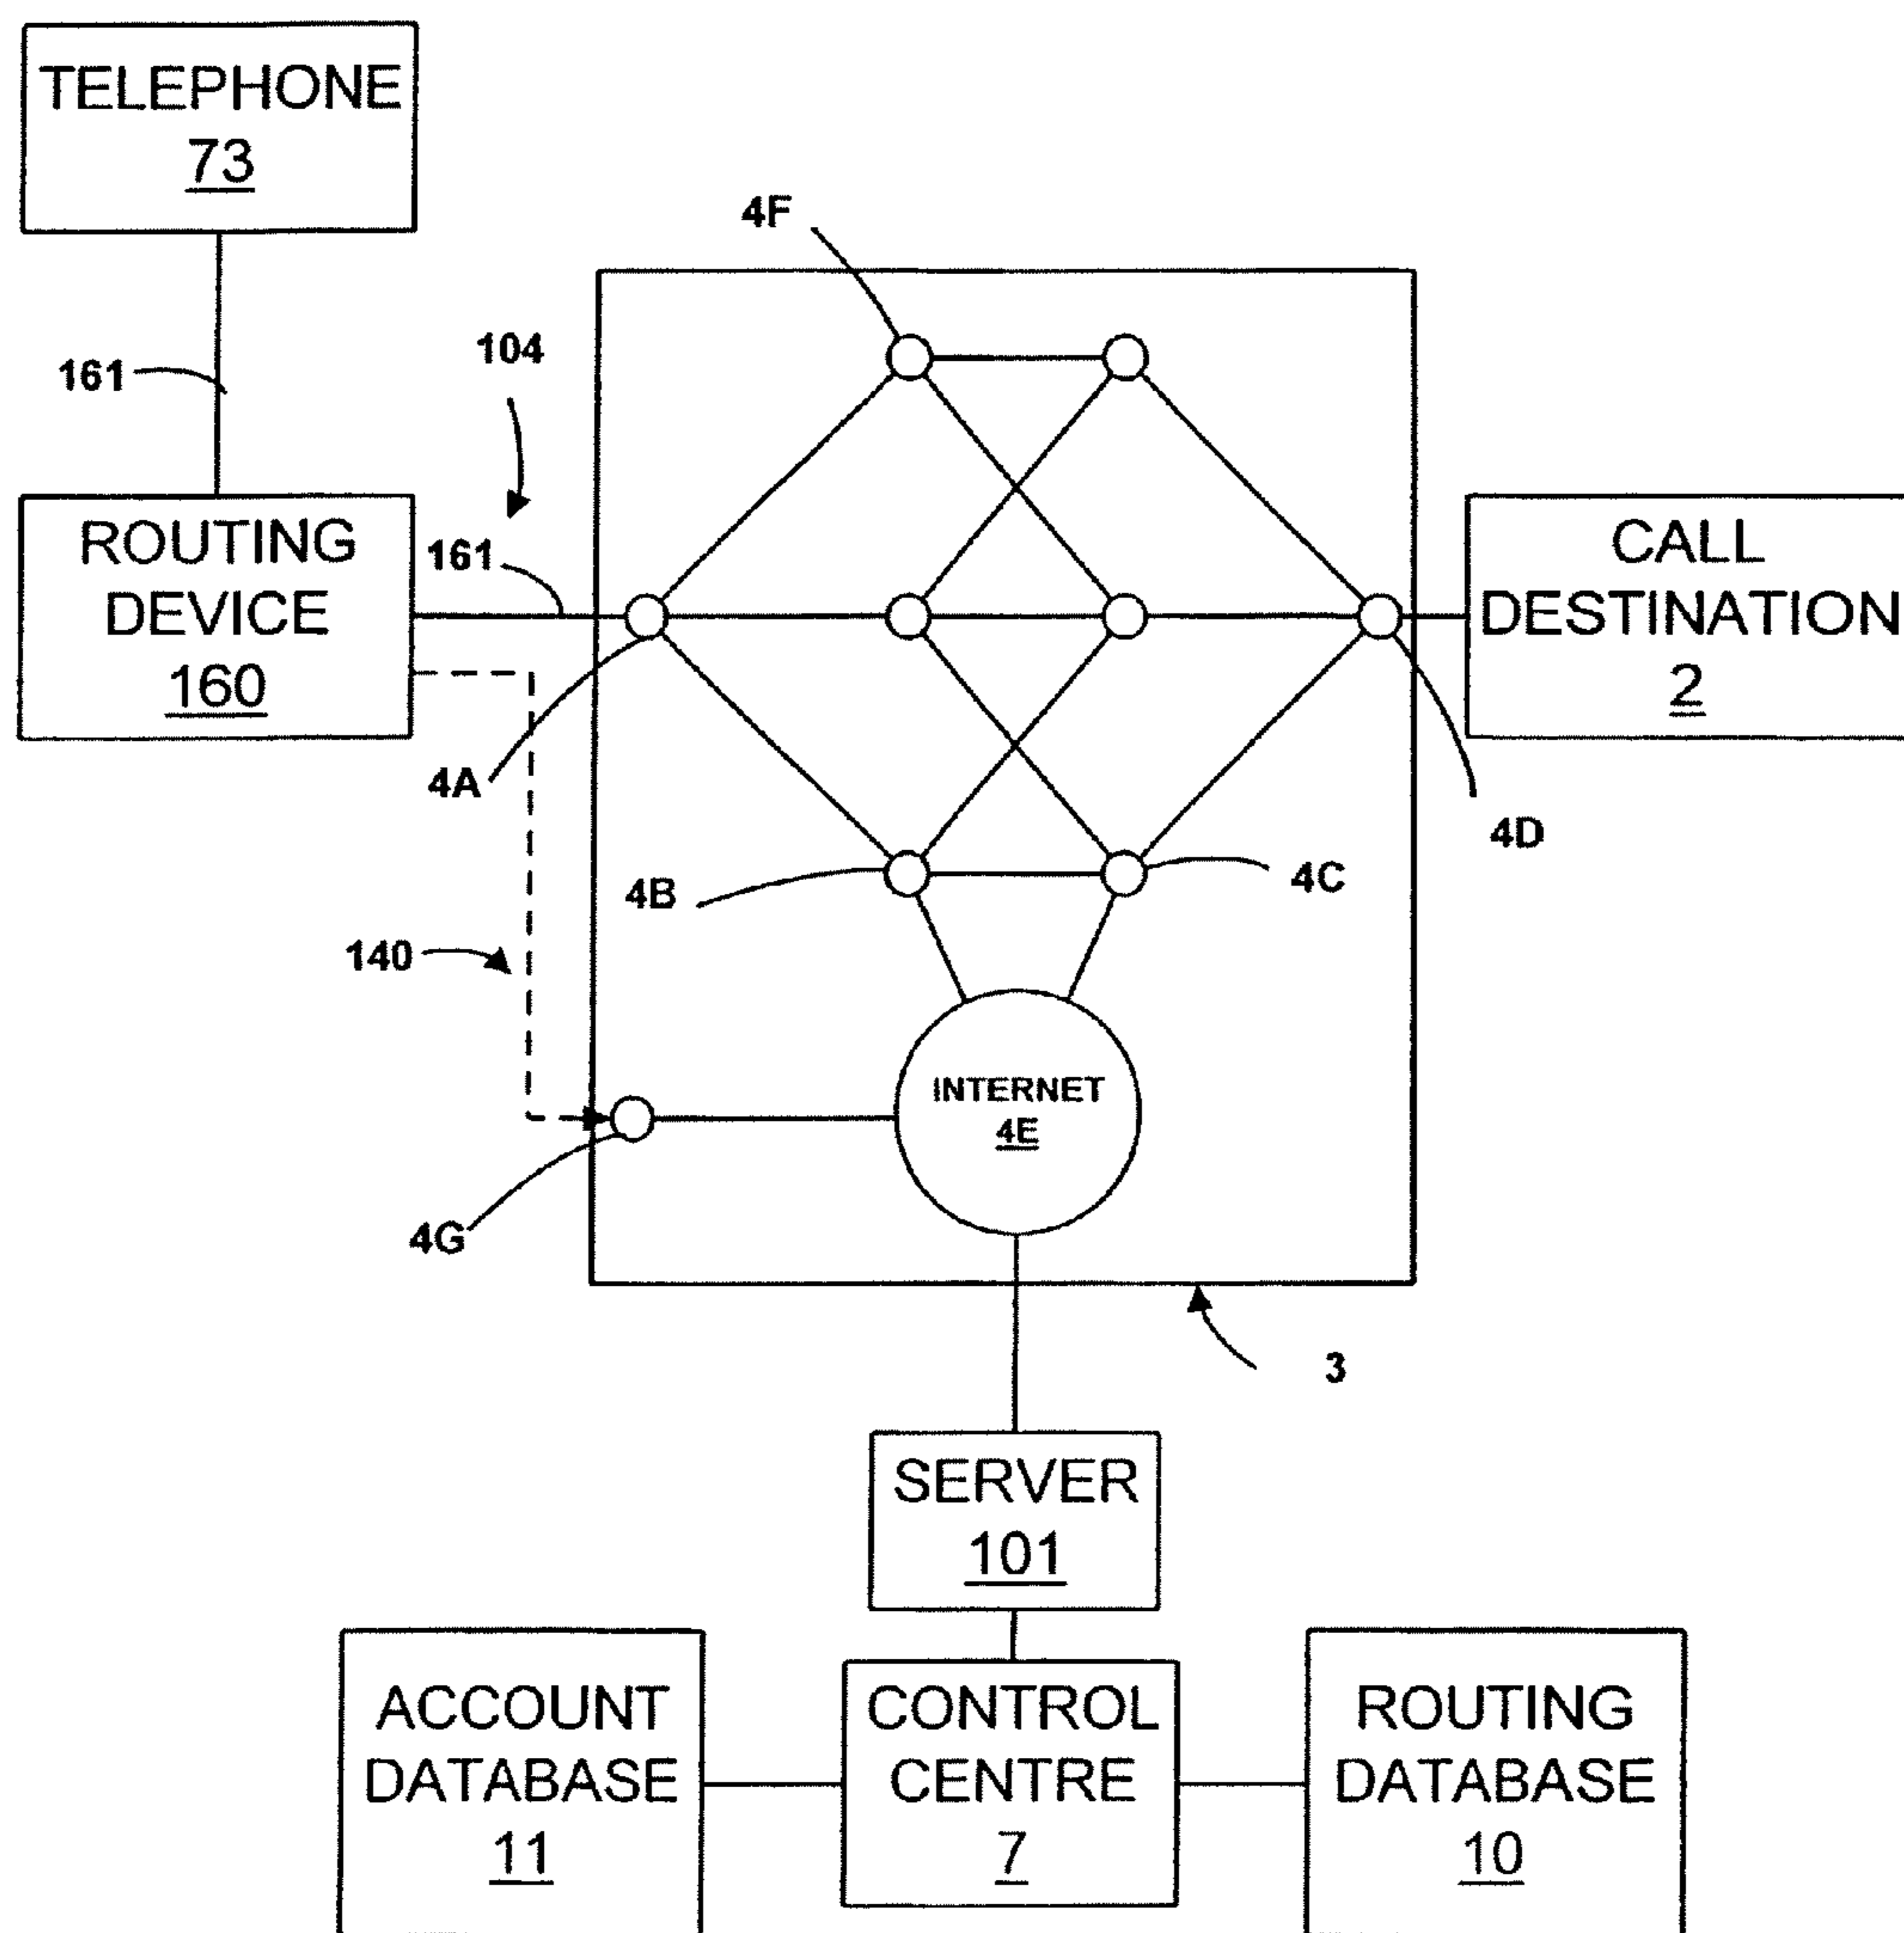 TELEPHONE
73
4F
104
161
161
ROUTING
DEVICE
160
CALL
DESTINATION
2
4A
4D
4B
4C
140
INTERNET
4E
4G
3
SERVER
101
ACCOUNT
DATABASE
11
CONTROL
CENTRE
7
ROUTING
DATABASE
10